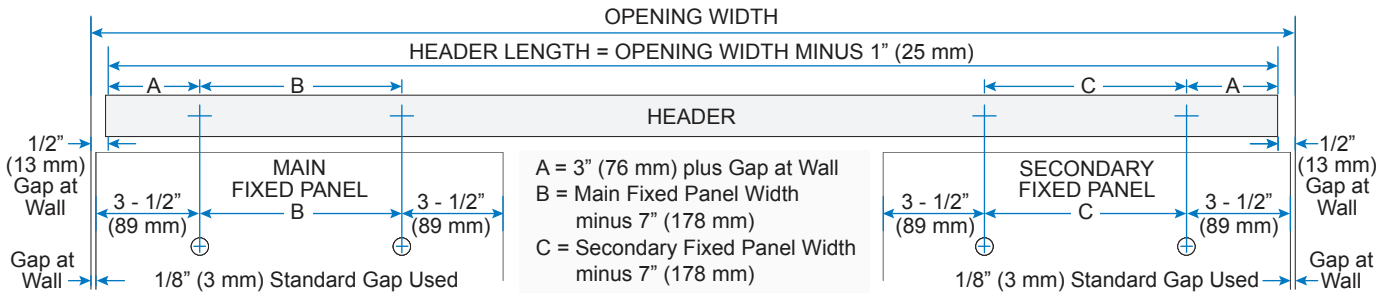 OPENING WIDTH
HEADER LENGTH = OPENING WIDTH MINUS 1” (25 mm)
A B C A
HEADER
1/2”
(13 mm)
Gap at
Wall
MAIN
FIXED PANEL
3 - 1/2”
(89 mm)
B
3 - 1/2”
(89 mm)
Gap at
Wall
1/8” (3 mm) Standard Gap Used
A = 3” (76 mm) plus Gap at Wall
B = Main Fixed Panel Width
minus 7” (178 mm)
C = Secondary Fixed Panel Width
minus 7” (178 mm)
SECONDARY
FIXED PANEL
3 - 1/2”
(89 mm)
C
3 - 1/2”
(89 mm)
1/8” (3 mm) Standard Gap Used
1/2”
(13 mm)
Gap at
Wall
Gap at
Wall